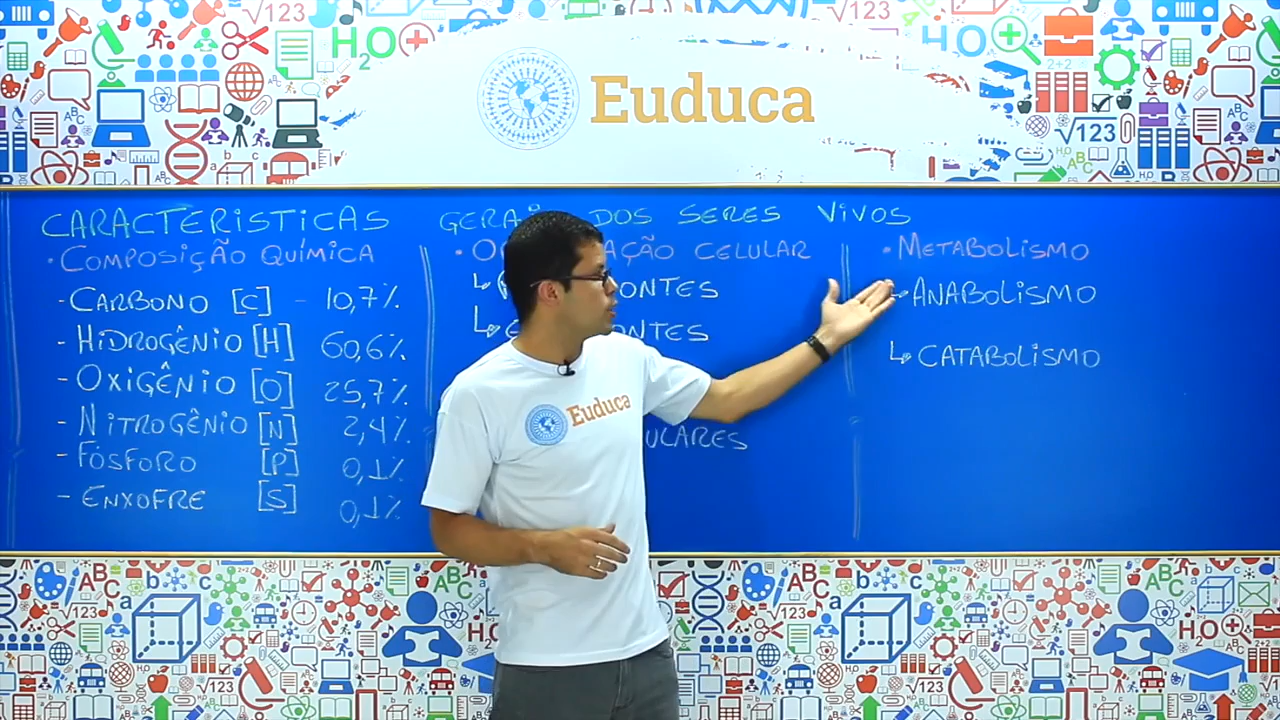 Euduca
CARACTERISTICAS GERAIS DOS SERES VIVOS
• COMPOSIÇÃO QUÍMICA
- CARBONO [C] - 10,7%
- HIDROGÊNIO [H] 60,6%
- OXIGÊNIO [O] 25,7%
- NITROGÊNIO [N] 2,4%
- FÓSFORO [P] 0,1%
- ENXOFRE [S] 0,1%
AÇÃO CELULAR
ONTES
ONTES
ULARES
• METABOLISMO
ANABOLISMO
CATABOLISMO
Euduca